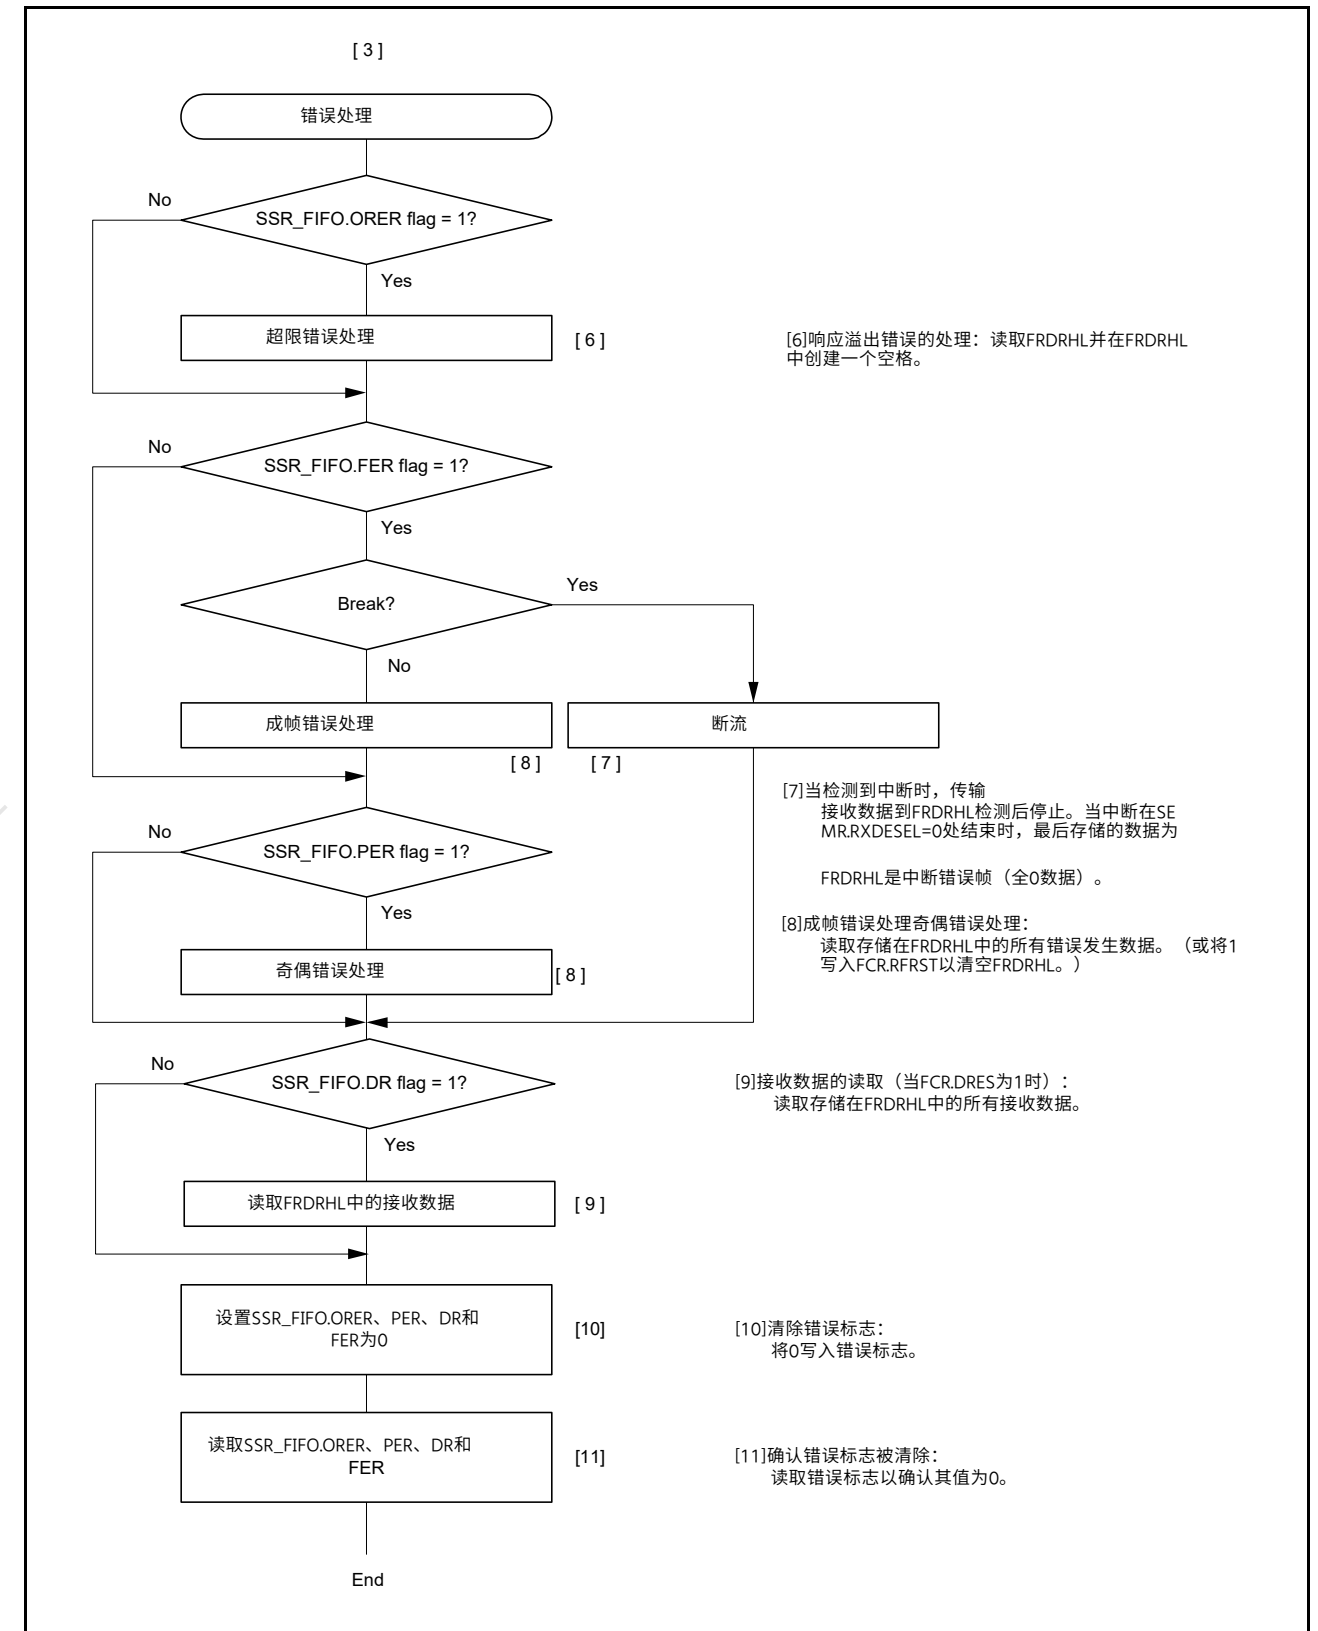 [ 3 ]
错误处理
No
SSR_FIFO.ORER flag = 1?
Yes
超限错误处理
[ 6 ]
[6]响应溢出错误的处理：读取FRDRHL并在FRDRHL
中创建一个空格。
No
SSR_FIFO.FER flag = 1?
Yes
Break?
Yes
No
成帧错误处理
断流
[ 8 ]
[ 7 ]
[7]当检测到中断时，传输
接收数据到FRDRHL检测后停止。当中断在SE
MR.RXDESEL=0处结束时，最后存储的数据为
FRDRHL是中断错误帧（全0数据）。
No
SSR_FIFO.PER flag = 1?
Yes
[8]成帧错误处理奇偶错误处理：
读取存储在FRDRHL中的所有错误发生数据。（或将1
写入FCR.RFRST以清空FRDRHL。）
奇偶错误处理
[ 8 ]
No
SSR_FIFO.DR flag = 1?
Yes
[9]接收数据的读取（当FCR.DRES为1时）：
读取存储在FRDRHL中的所有接收数据。
读取FRDRHL中的接收数据
[ 9 ]
设置SSR_FIFO.ORER、PER、DR和
FER为0
[10]
[10]清除错误标志：
将0写入错误标志。
读取SSR_FIFO.ORER、PER、DR和
FER
[11]
[11]确认错误标志被清除：
读取错误标志以确认其值为0。
End